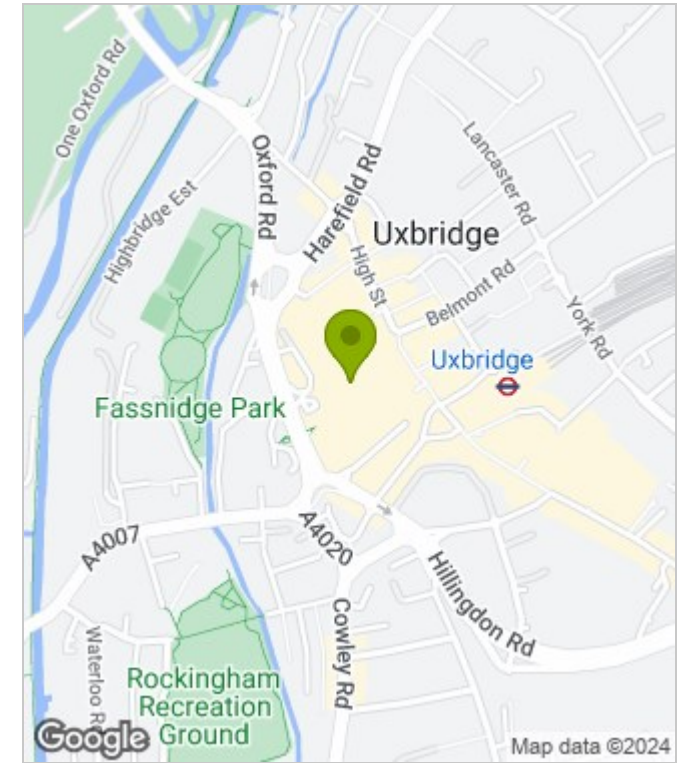 One Oxford Rd
Oxford Rd
Harefield Rd
Lancaster Rd
Highbridge Est
Uxbridge
High St
Belmont Rd
York Rd
Uxbridge
Fassnidge Park
A4007
A4020
Hillingdon Rd
Cowley Rd
Waterloo Rd
Rockingham
Recreation
Ground
Google
Map data ©2024